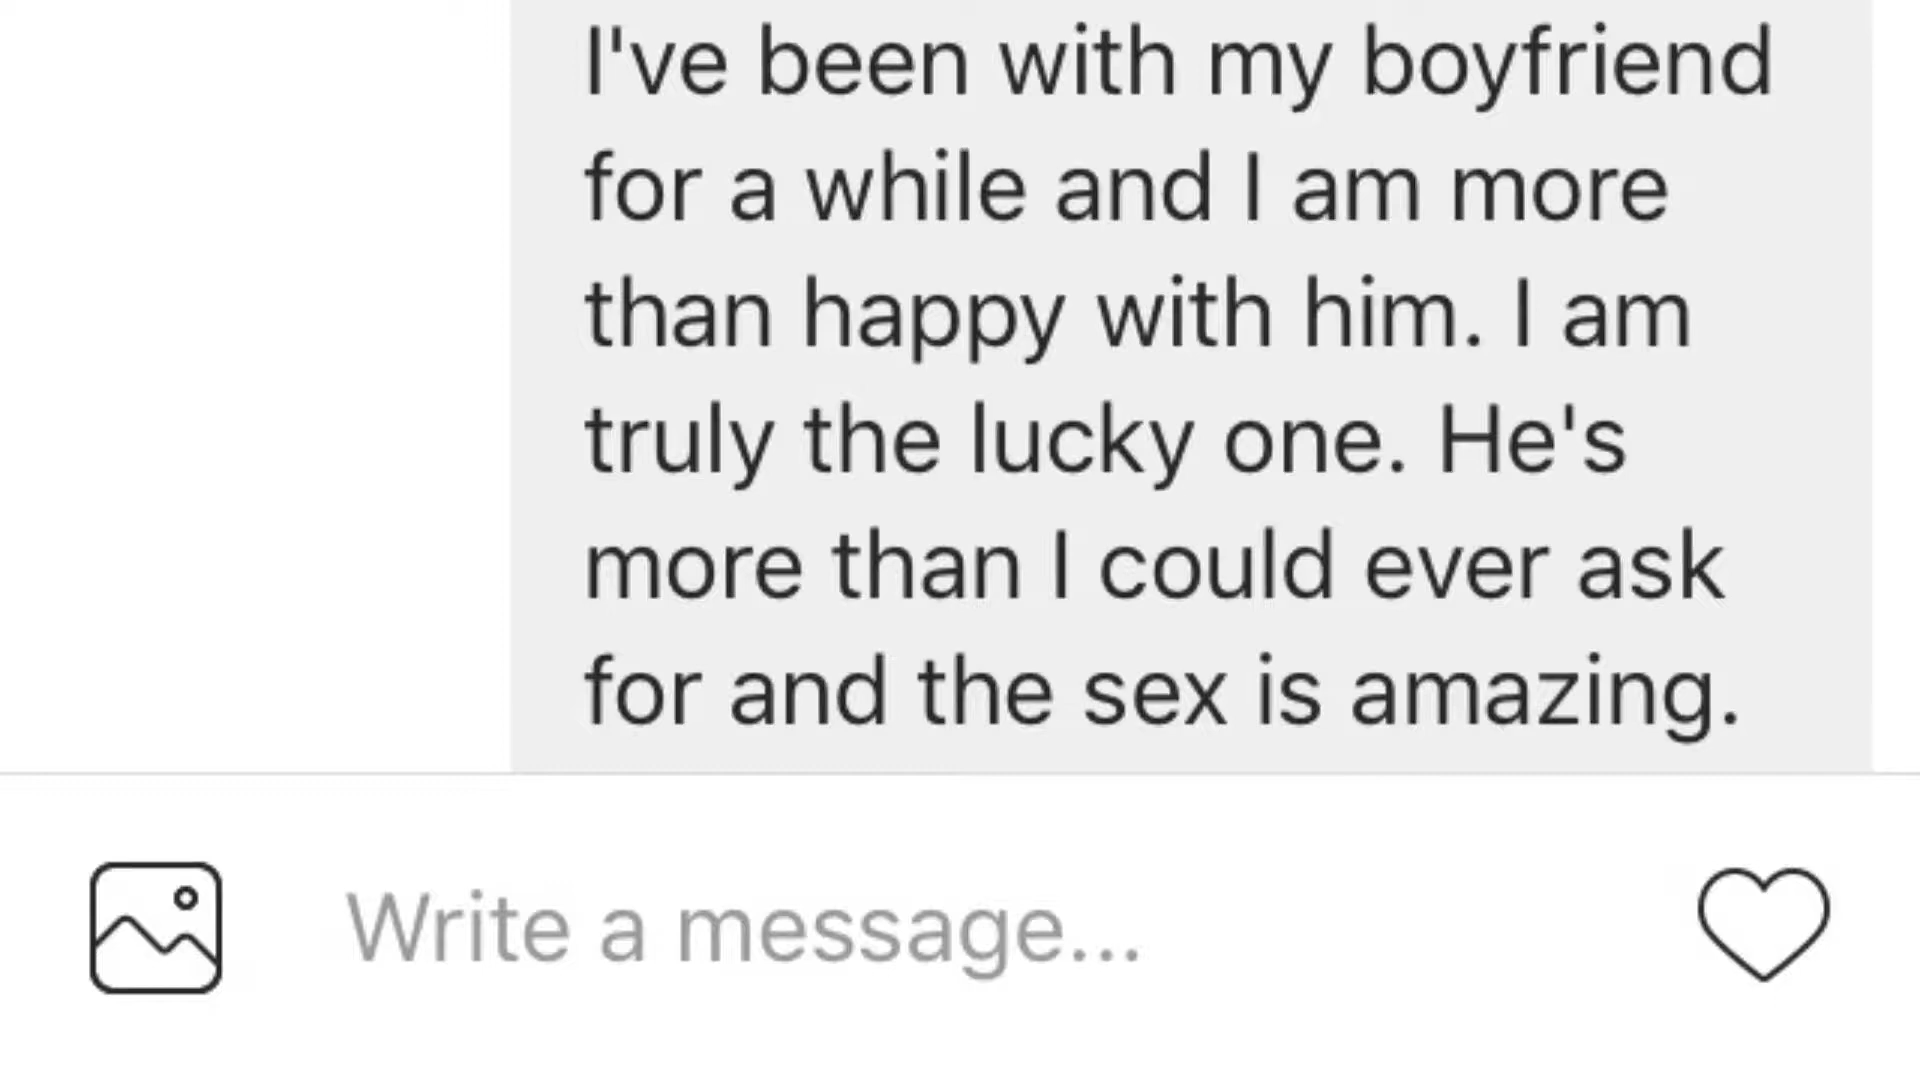 I've been with my boyfriend
for a while and I am more
than happy with him. I am
truly the lucky one. He's
more than I could ever ask
for and the sex is amazing.
Write a message...